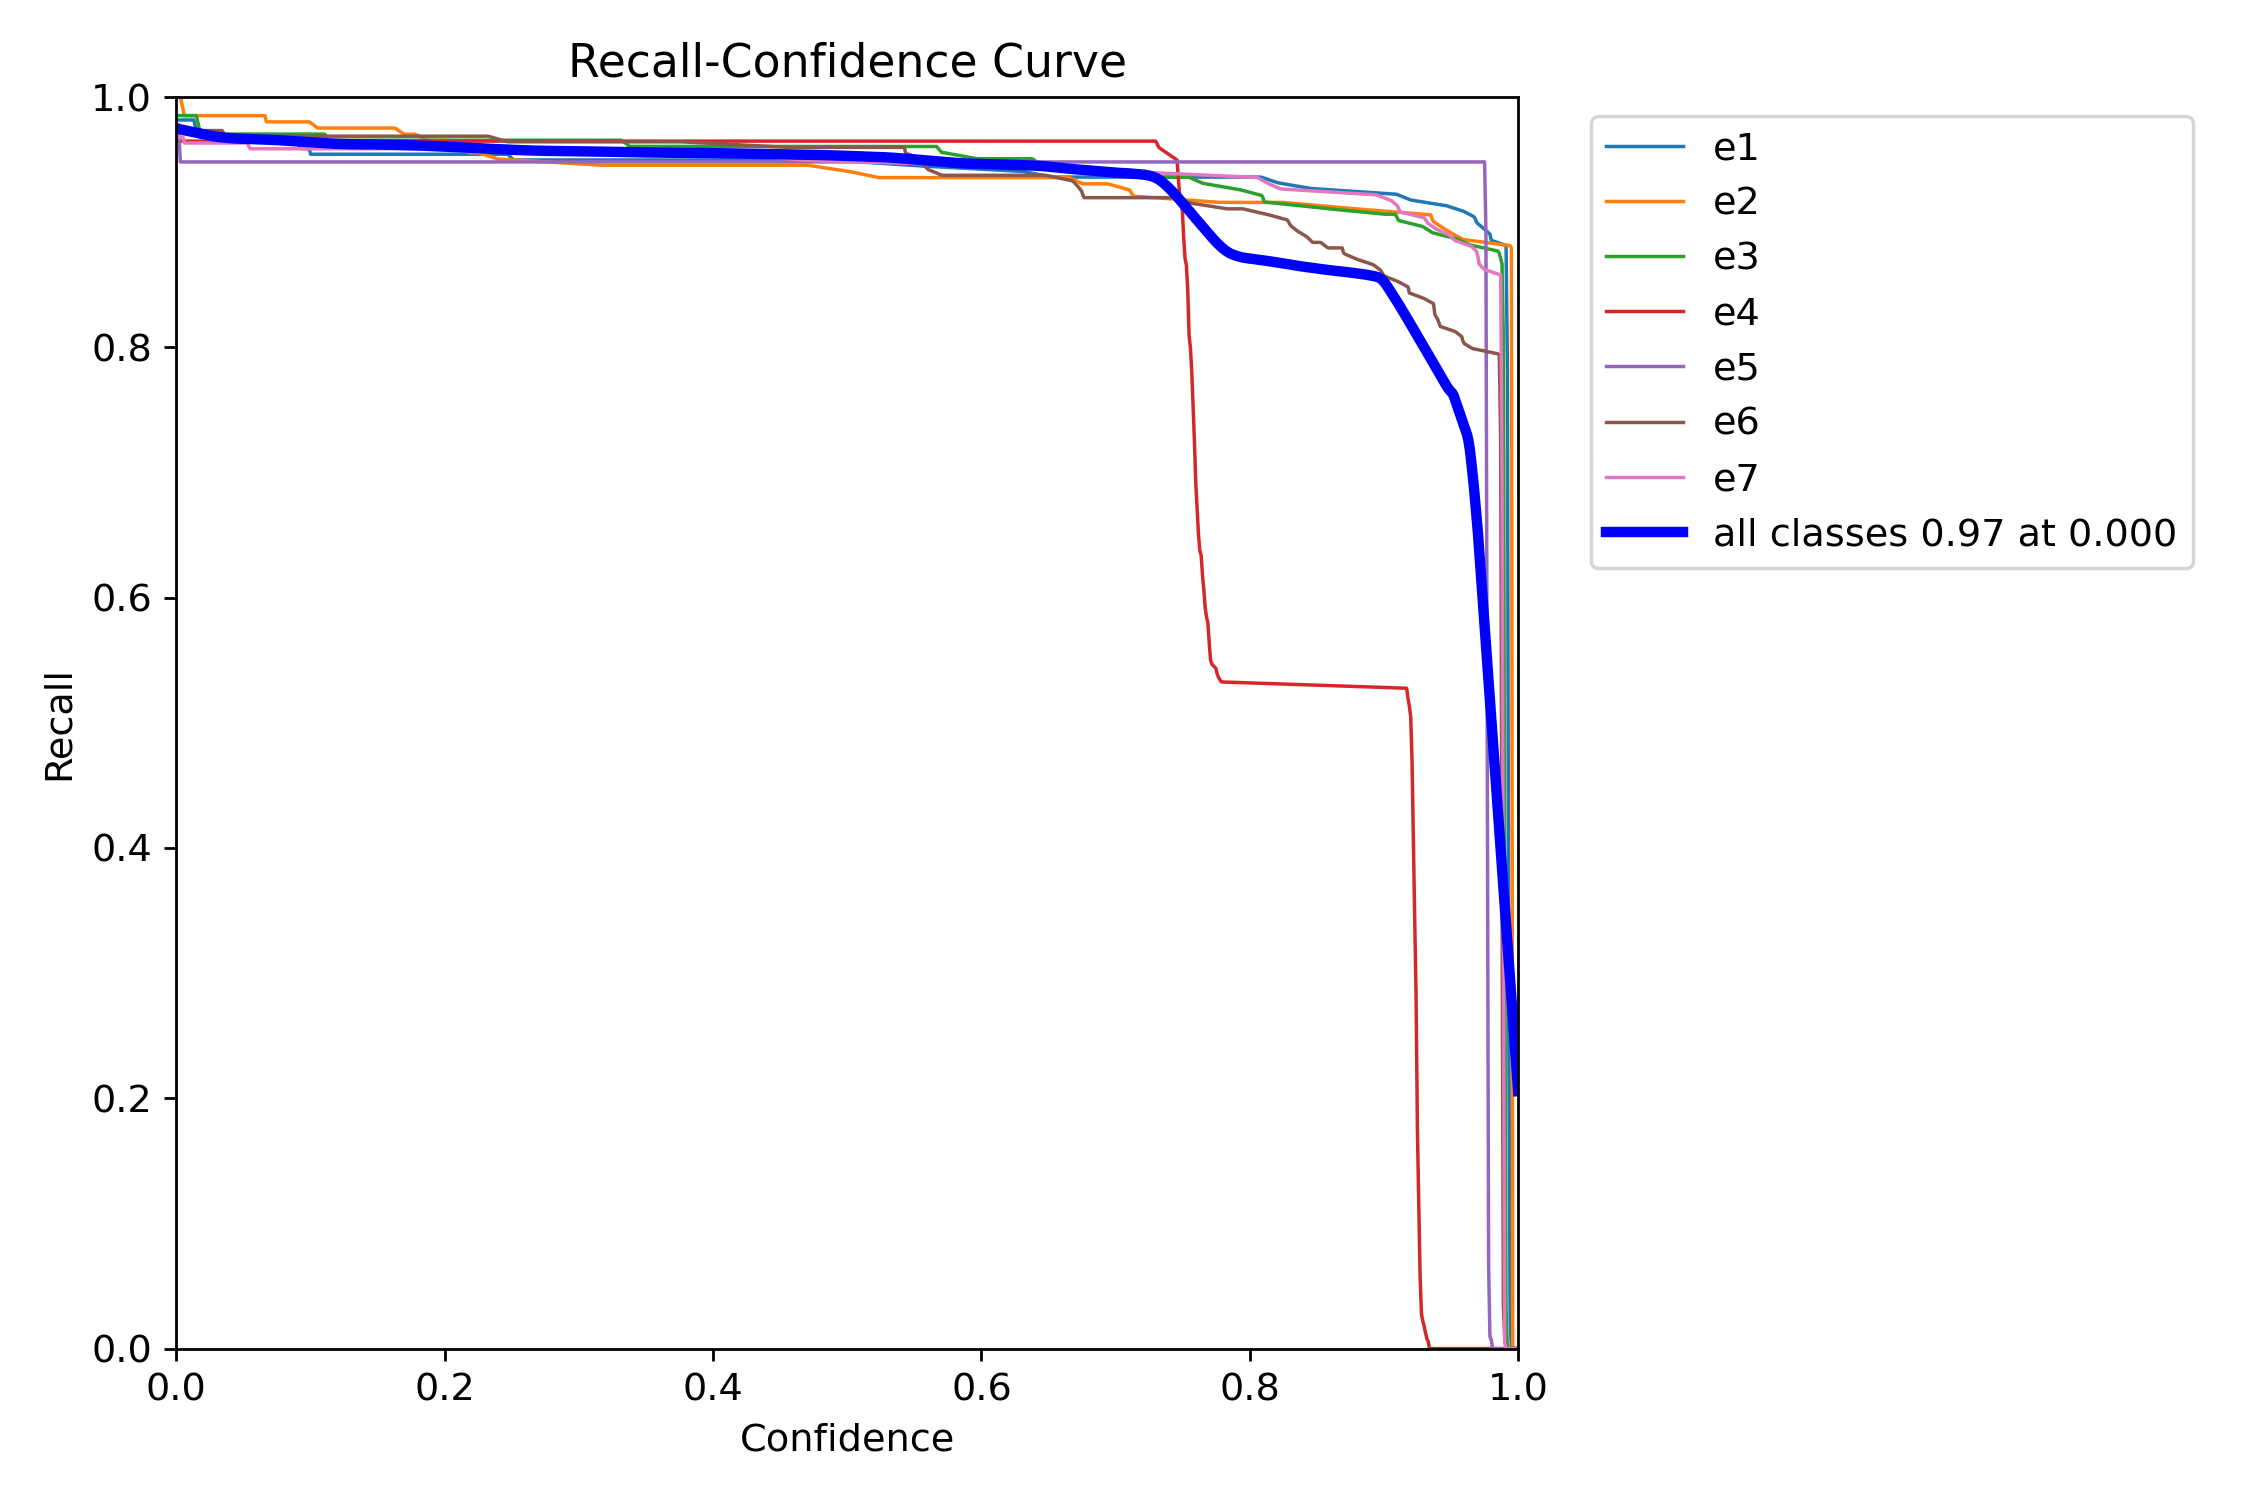 Recall-Confidence Curve
1.0
0.8
0.6
0.4
0.2
0.0
Recall
0.0 0.2 0.4 0.6 0.8 1.0
Confidence
e1
e2
e3
e4
e5
e6
e7
all classes 0.97 at 0.000